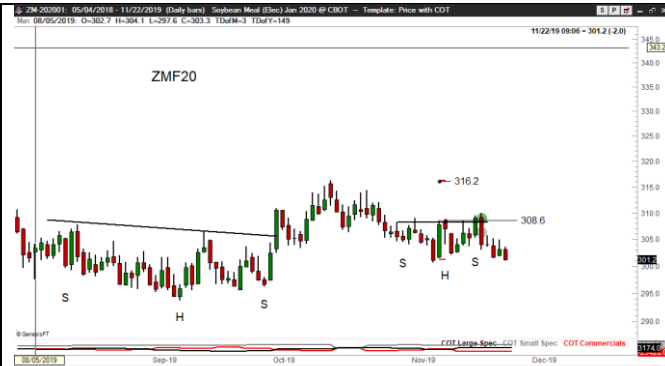 ZM-202001: 05/04/2018 - 11/22/2019 (Daily bars) Soybean Meal (Elec) Jan 2020 @ CBOT -- Template: Price with COT
S P
Mon 08/05/2019: O=302.7 H=304.1 L=297.6 C=303.3 TDofM=3 TDofY=149
11/22/19 09:06 = 301.2 (-2.0)
345.0
343.2
340.0
ZMF20
335.0
330.0
325.0
320.0
316.2
315.0
310.0
308.6
305.0
S
S
301.2
H
S
S
295.0
H
290.0
© GenesisFT
COT Large Spec COT Small Spec COT Commercials
3174.0
08/05/2019
Sep-19
Oct-19
Nov-19
Dec-19